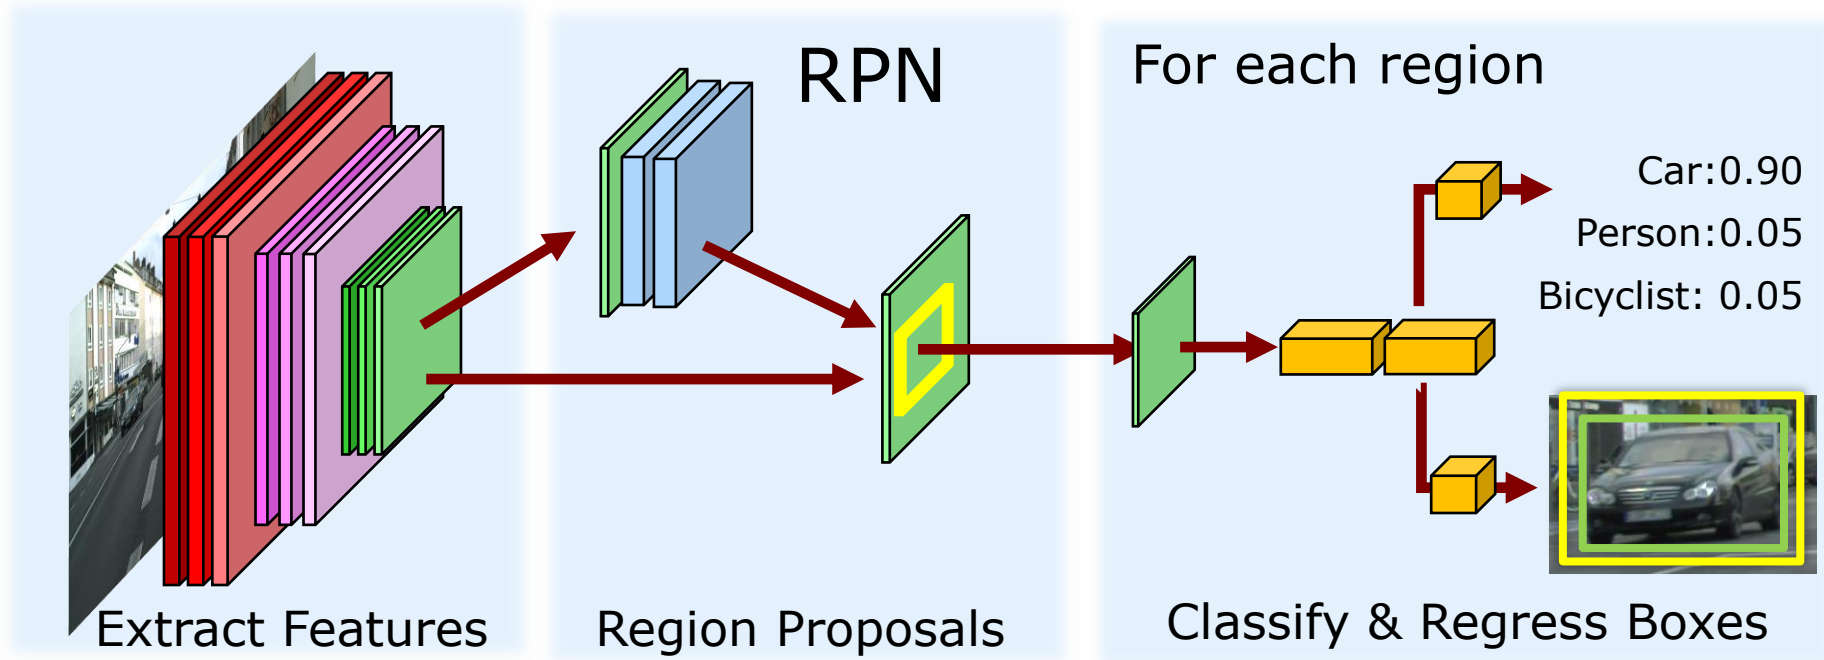 RPN
For each region
Car:0.90
Person:0.05
Bicyclist: 0.05
Extract Features
Region Proposals
Classify & Regress Boxes